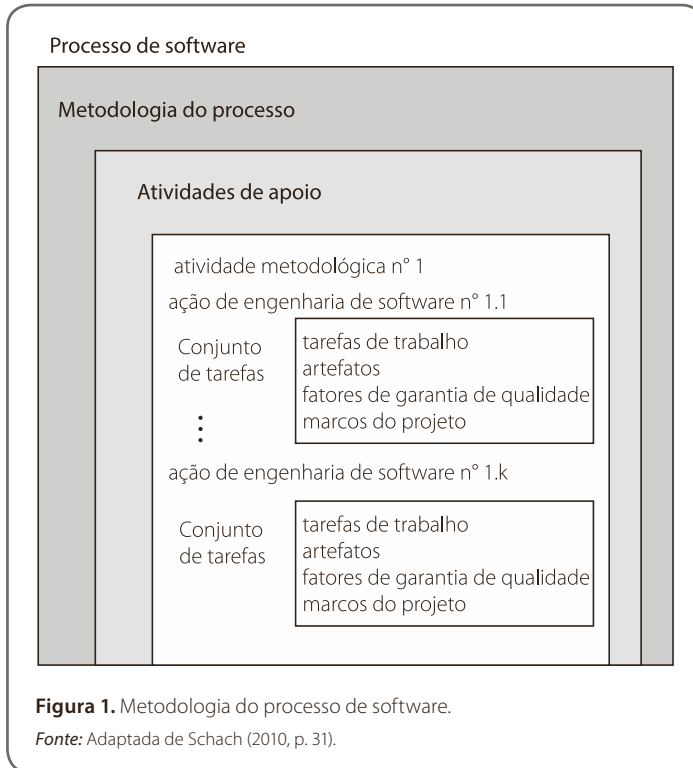 Processo de software
Metodologia do processo
Atividades de apoio
atividade metodológica n° 1
ação de engenharia de software n° 1.1
Conjunto
de tarefas
tarefas de trabalho
artefatos
fatores de garantia de qualidade
marcos do projeto
ação de engenharia de software n° 1.k
Conjunto
de tarefas
tarefas de trabalho
artefatos
fatores de garantia de qualidade
marcos do projeto
Figura 1. Metodologia do processo de software.
Fonte: Adaptada de Schach (2010, p. 31).